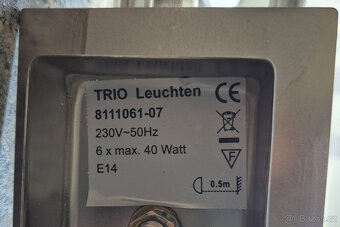 TRIO Leuchten
CE
8111061-07
230V~50Hz
6 x max. 40 Watt
F
E14
0.5m